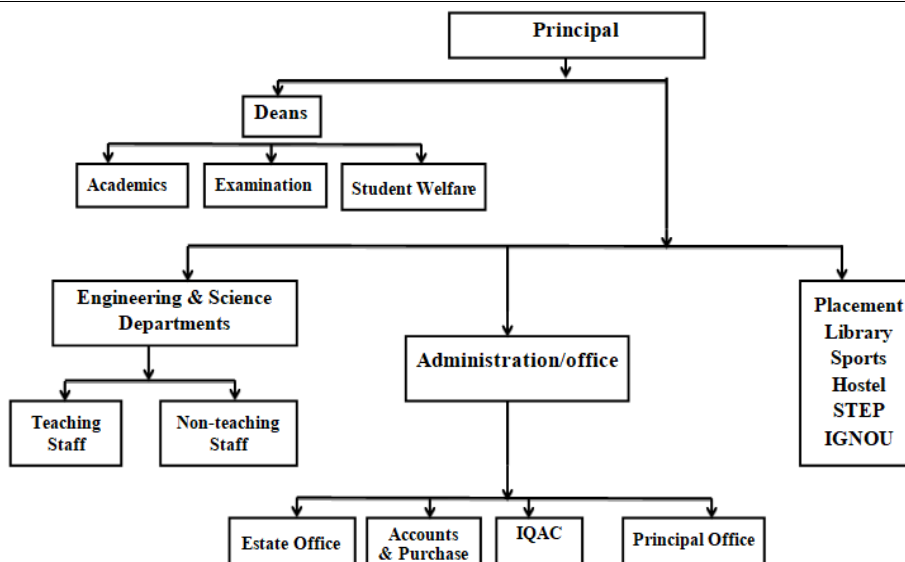 Principal
Deans
Academics
Examination
Student Welfare
Engineering & Science
Departments
Administration/office
Placement
Library
Sports
Hostel
STEP
IGNOU
Teaching
Staff
Non-teaching
Staff
Estate Office
Accounts
& Purchase
IQAC
Principal Office